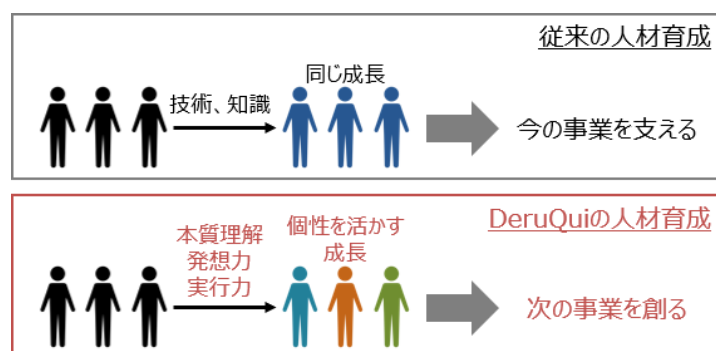 従来の人材育成
技術、知識
同じ成長
今の事業を支える
DeruQuiの人材育成
本質理解
発想力
実行力
個性を活かす
成長
次の事業を創る